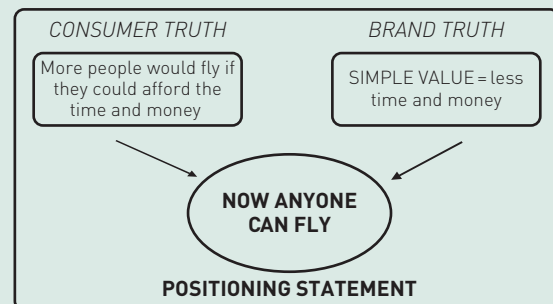 CONSUMER TRUTH
BRAND TRUTH
More people would fly if
they could afford the
time and money
SIMPLE VALUE = less
time and money
NOW ANYONE
CAN FLY
POSITIONING STATEMENT